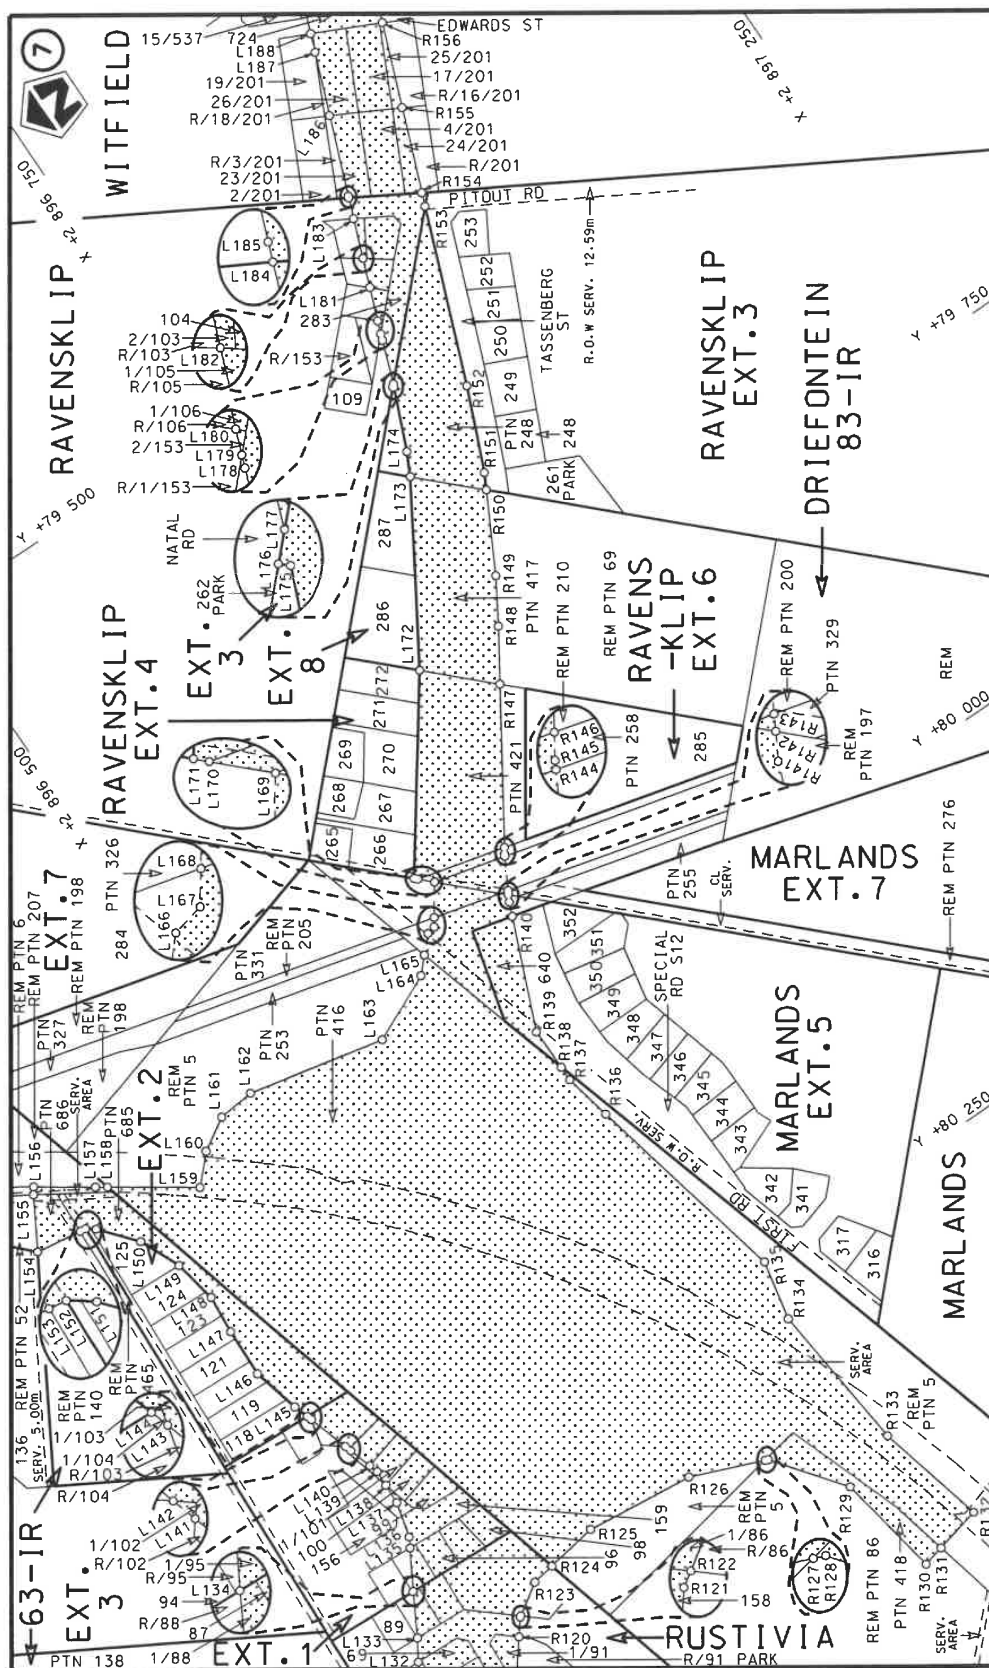 7
WITFIELD
15/537
724
L188
L187
19/201
26/201
R/18/201
L186
R/3/201
23/201
2/201
EDWARDS ST
R156
25/201
17/201
R/16/201
R155
4/201
24/201
R/201
R154
PITOUT RD
R153
X +2 897 250
X +2 896 750
RAVENSKLIP
L185
L184
L183
104
2/103
R/103
L182
1/105
R/105
L181
283
R/153
109
1/106
R/106
L180
2/153
L179
L178
R/1/153
253
252
251
250
249
248
PTN 248
TASSENBERG ST
R.O.W SERV. 12.59m
R152
R151
R150
261 PARK
RAVENSKLIP EXT.3
Y +79 750
DRIEFONTEIN 83-IR
Y +79 500
NATAL RD
L177
L176
L175
262 PARK
EXT. 3
EXT. 8
L174
L173
287
286
L172
272
271
270
269
268
267
266
265
R149
R148
PTN 417
REM PTN 210
REM PTN 69
RAVENS -KLIP EXT.6
R147
PTN 421
R146
R145
R144
PTN 258
285
REM PTN 200
PTN 329
R143
R142
R141
REM PTN 197
REM
Y +80 000
RAVENSKLIP EXT.4
X +2 896 500
L171
L170
L169
EXT.7
PTN 326
284
L168
L167
L166
REM PTN 6
REM PTN 207
REM PTN 198
PTN 327
REM PTN 198
PTN 331
REM PTN 205
PTN 253
PTN 416
L165
L164
L163
L162
L161
L160
L159
REM PTN 5
MARLANDS EXT.7
PTN 255
CL SERV.
REM PTN 276
R140
640
R139
R138
R137
R136
352
351
350
349
348
347
346
345
344
343
342
341
317
316
SPECIAL RD S12
R.O.W SERV
FIRST RD
MARLANDS EXT.5
Y +80 250
MARLANDS
PTN 686
SERV. AREA
PTN 685
EXT.2
L158
L157
L156
L155
L154
L153
L152
L151
L150
125
L149
124
L148
123
L147
121
L146
119
L145
118
REM PTN 52
136
SERV 5.00m
REM PTN 140
REM PTN 165
1/103
L144
1/104
L143
R/103
R/104
63-IR
EXT. 3
1/102
L142
L141
R/102
1/95
R/95
L134
94
R/88
87
PTN 138
1/88
EXT.1
L140
139
1/101
L138
100
156
L133
L132
89
69
R135
R134
SERV. AREA
R133
REM PTN 5
R132
R131
R130
R129
PTN 418
REM PTN 86
SERV. AREA
R128
R127
R126
REM PTN 5
159
R125
98
96
R124
R123
1/86
R/86
R122
R121
158
R120
1/91
R/91 PARK
RUSTIVIA